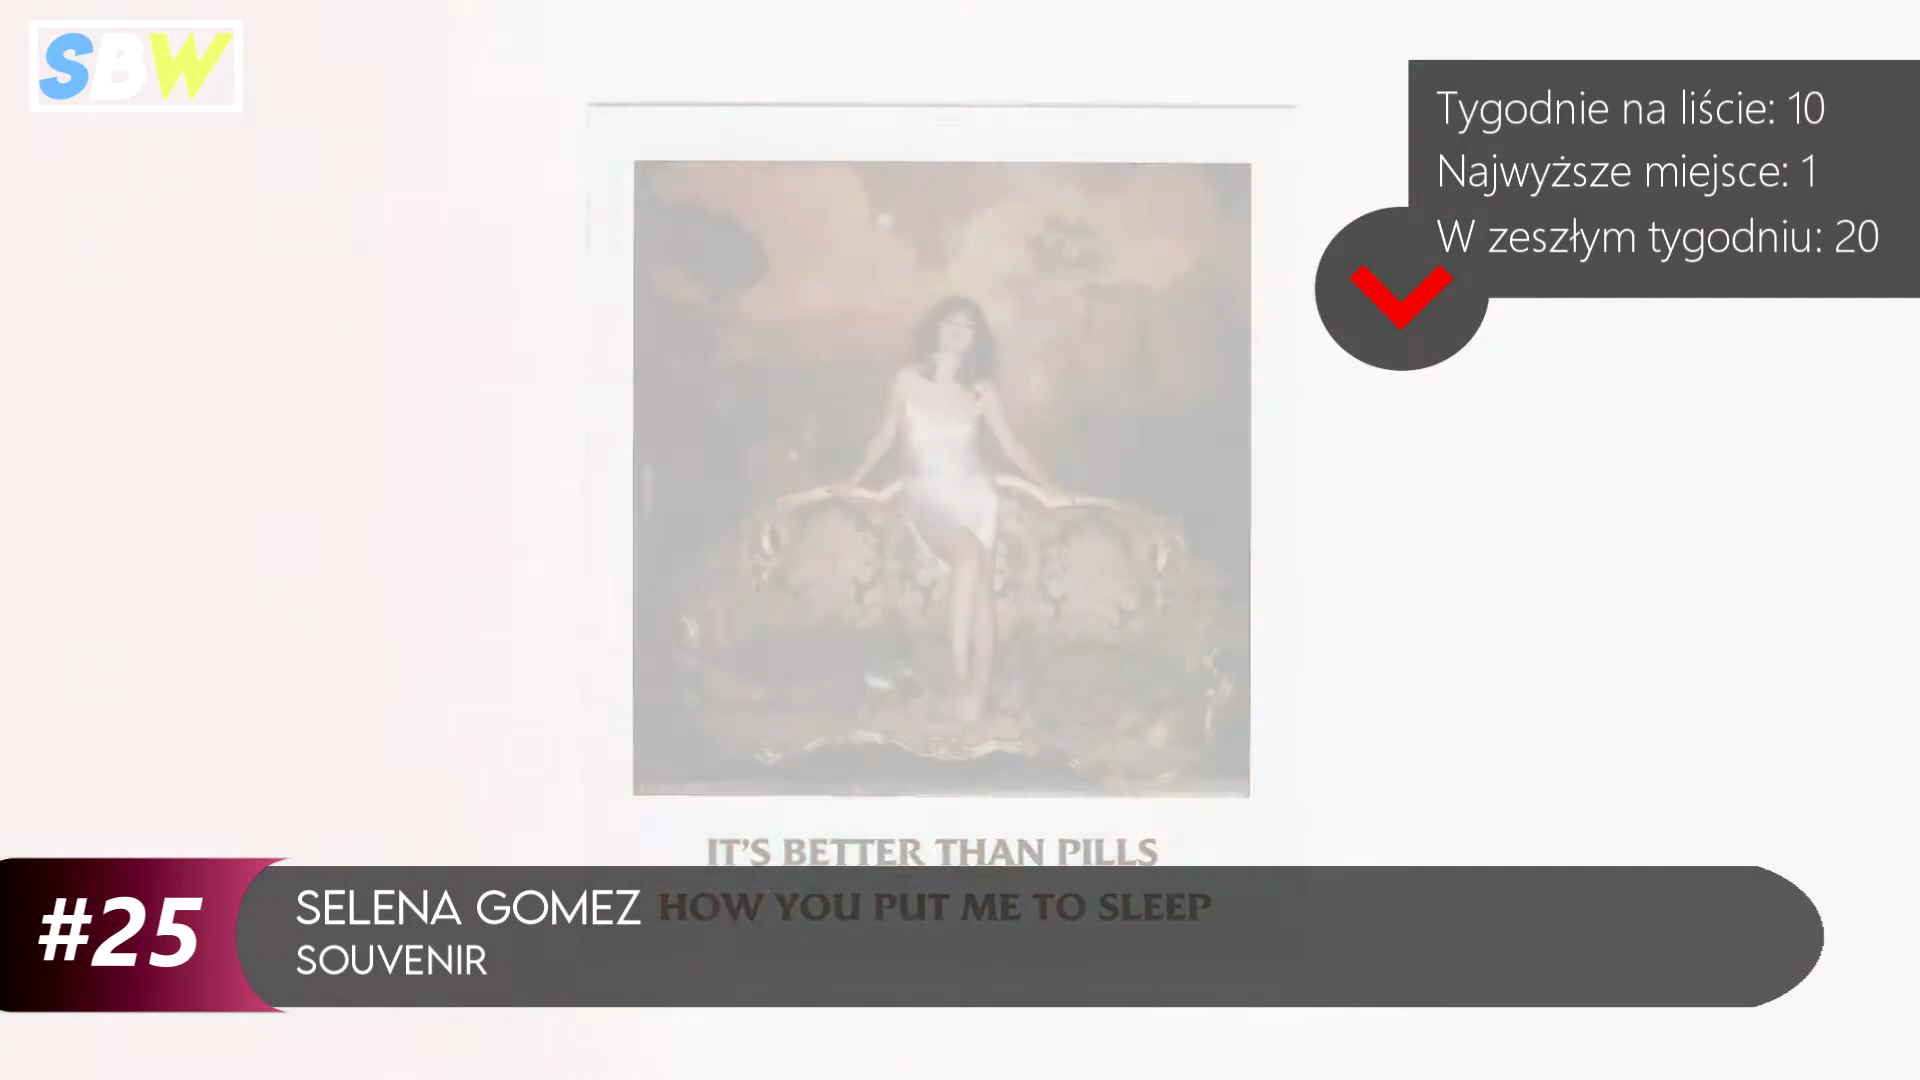 SBW
Tygodnie na liście: 10
Najwyższe miejsce: 1
W zeszłym tygodniu: 20
IT'S BETTER THAN PILLS
HOW YOU PUT ME TO SLEEP
#25
SELENA GOMEZ
SOUVENIR